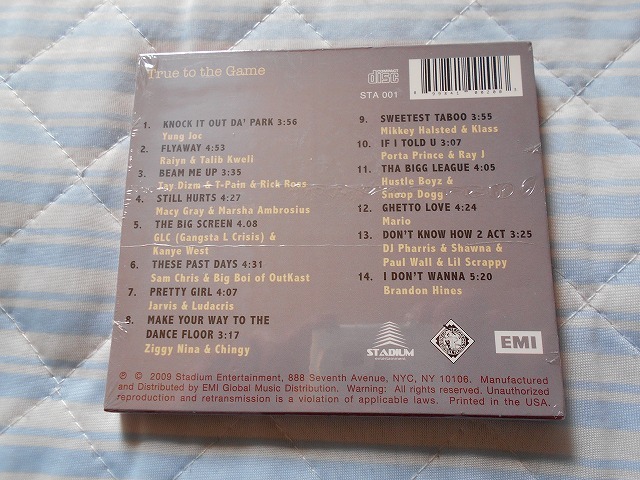 True to the Game
COMPACT
disc
STA 001
1. KNOCK IT OUT DA' PARK 3:56
Yung Joc
2. FLYAWAY 4:53
Raiyn & Talib Kweli
3. BEAM ME UP 3:35
Tay Dizm & T-Pain & Rick Ross
4. STILL HURTS 4:27
Macy Gray & Marsha Ambrosius
5. THE BIG SCREEN 4.08
GLC (Gangsta L Crisis) &
Kanye West
6. THESE PAST DAYS 4:31
Sam Chris & Big Boi of OutKast
7. PRETTY GIRL 4:07
Jarvis & Ludacris
8. MAKE YOUR WAY TO THE
DANCE FLOOR 3:17
Ziggy Nina & Chingy
9. SWEETEST TABOO 3:55
Mikkey Halsted & Klass
10. IF I TOLD U 3:07
Porta Prince & Ray J
11. THA BIGG LEAGUE 4:05
Hustle Boyz &
Snoop Dogg
12. GHETTO LOVE 4:24
Mario
13. DON'T KNOW HOW 2 ACT 3:25
DJ Pharris & Shawna &
Paul Wall & Lil Scrappy
14. I DON'T WANNA 5:20
Brandon Hines
STADIUM
entertainment
EMI
℗ © 2009 Stadium Entertainment, 888 Seventh Avenue, NYC, NY 10106. Manufactured
and Distributed by EMI Global Music Distribution. Warning: All rights reserved. Unauthorized
reproduction and retransmission is a violation of applicable laws. Printed in the USA.